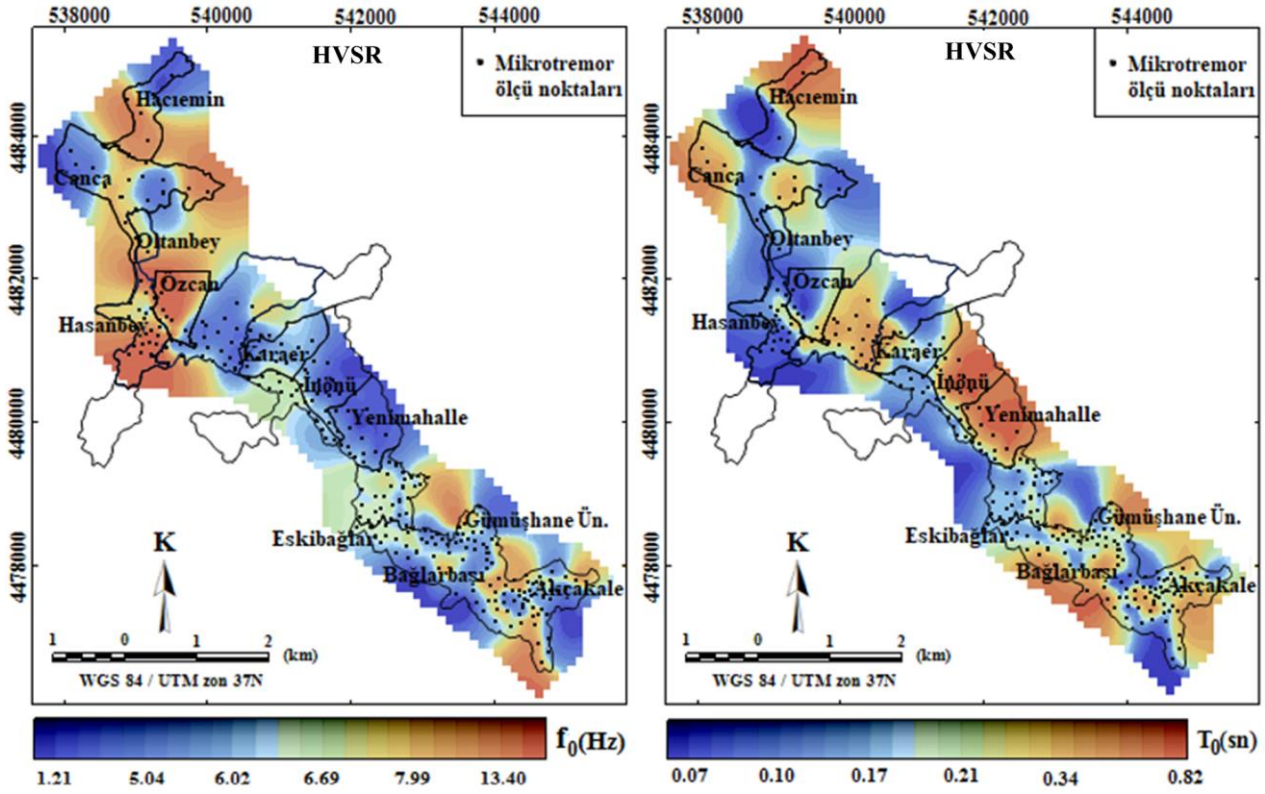 538000 540000 542000 544000
HVSR
Mikrotremor
ölçü noktaları
4484000
4482000
4480000
4478000
Hacıemin
Canca
Oltanbey
Özcan
Hasanbey
Karaer
İnönü
Yenimahalle
Gümüşhane Ün.
Eskibağlar
Bağlarbaşı
Akçakale
K
1 0 1 2 (km)
WGS 84 / UTM zon 37N
f0(Hz)
1.21 5.04 6.02 6.69 7.99 13.40
538000 540000 542000 544000
HVSR
Mikrotremor
ölçü noktaları
4484000
4482000
4480000
4478000
Hacıemin
Canca
Oltanbey
Özcan
Hasanbey
Karaer
İnönü
Yenimahalle
Gümüşhane Ün.
Eskibağlar
Bağlarbaşı
Akçakale
K
1 0 1 2 (km)
WGS 84 / UTM zon 37N
T0(sn)
0.07 0.10 0.17 0.21 0.34 0.82